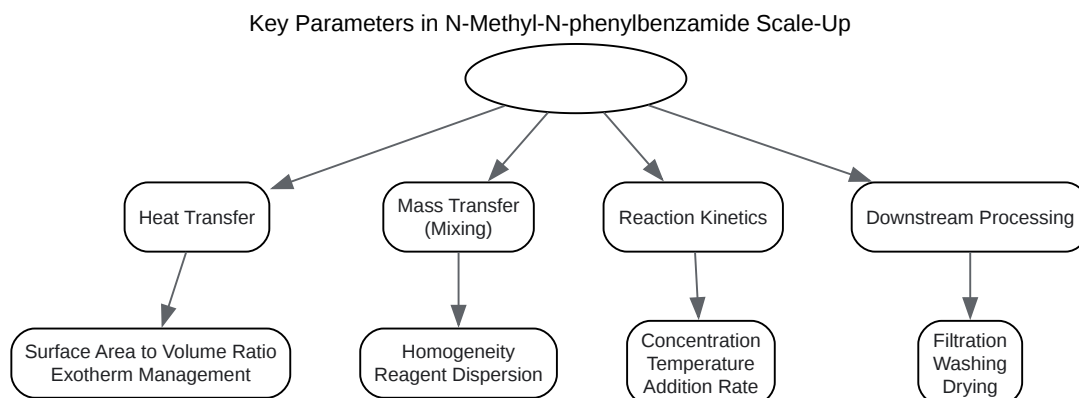 Key Parameters in N-Methyl-N-phenylbenzamide Scale-Up
Heat Transfer
Mass Transfer
(Mixing)
Reaction Kinetics
Downstream Processing
Surface Area to Volume Ratio
Exotherm Management
Homogeneity
Reagent Dispersion
Concentration
Temperature
Addition Rate
Filtration
Washing
Drying